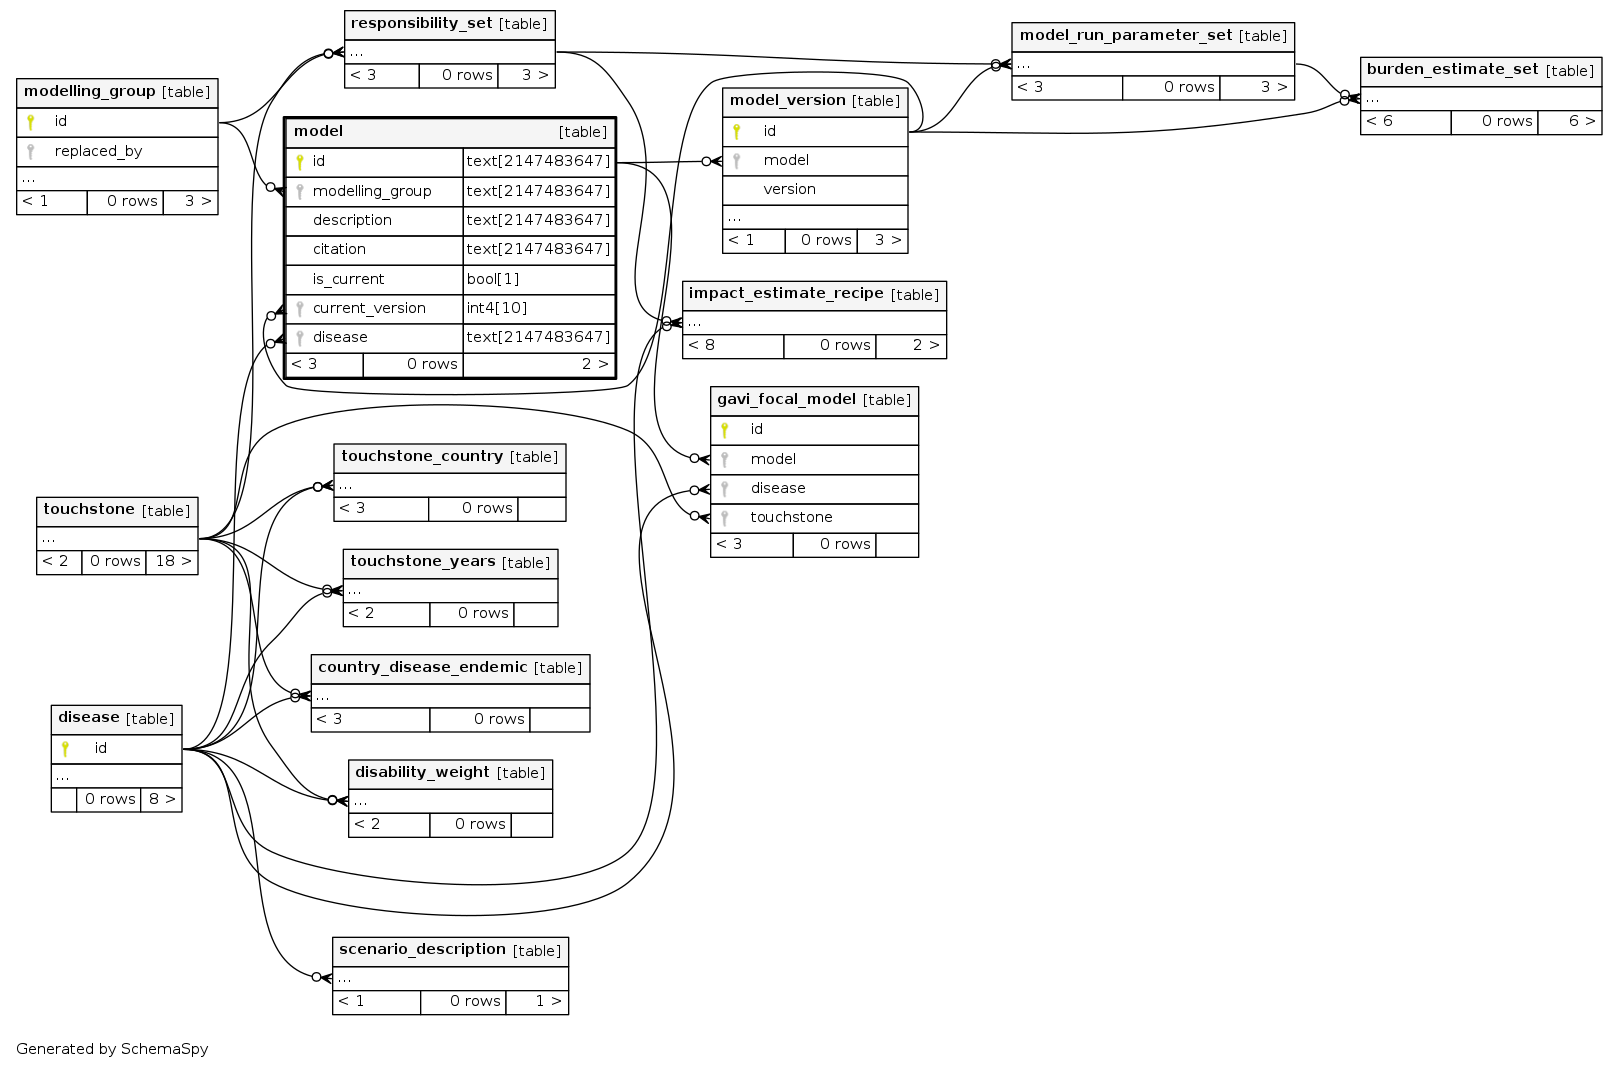 responsibility_set [table]
...
< 3 0 rows 3 >
model_run_parameter_set [table]
...
< 3 0 rows 3 >
burden_estimate_set [table]
...
< 6 0 rows 6 >
modelling_group [table]
id
replaced_by
...
< 1 0 rows 3 >
model [table]
id text[2147483647]
modelling_group text[2147483647]
description text[2147483647]
citation text[2147483647]
is_current bool[1]
current_version int4[10]
disease text[2147483647]
< 3 0 rows 2 >
model_version [table]
id
model
version
...
< 1 0 rows 3 >
impact_estimate_recipe [table]
...
< 8 0 rows 2 >
gavi_focal_model [table]
id
model
disease
touchstone
< 3 0 rows
touchstone_country [table]
...
< 3 0 rows
touchstone [table]
...
< 2 0 rows 18 >
touchstone_years [table]
...
< 2 0 rows
country_disease_endemic [table]
...
< 3 0 rows
disease [table]
id
...
0 rows 8 >
disability_weight [table]
...
< 2 0 rows
scenario_description [table]
...
< 1 0 rows 1 >
Generated by SchemaSpy